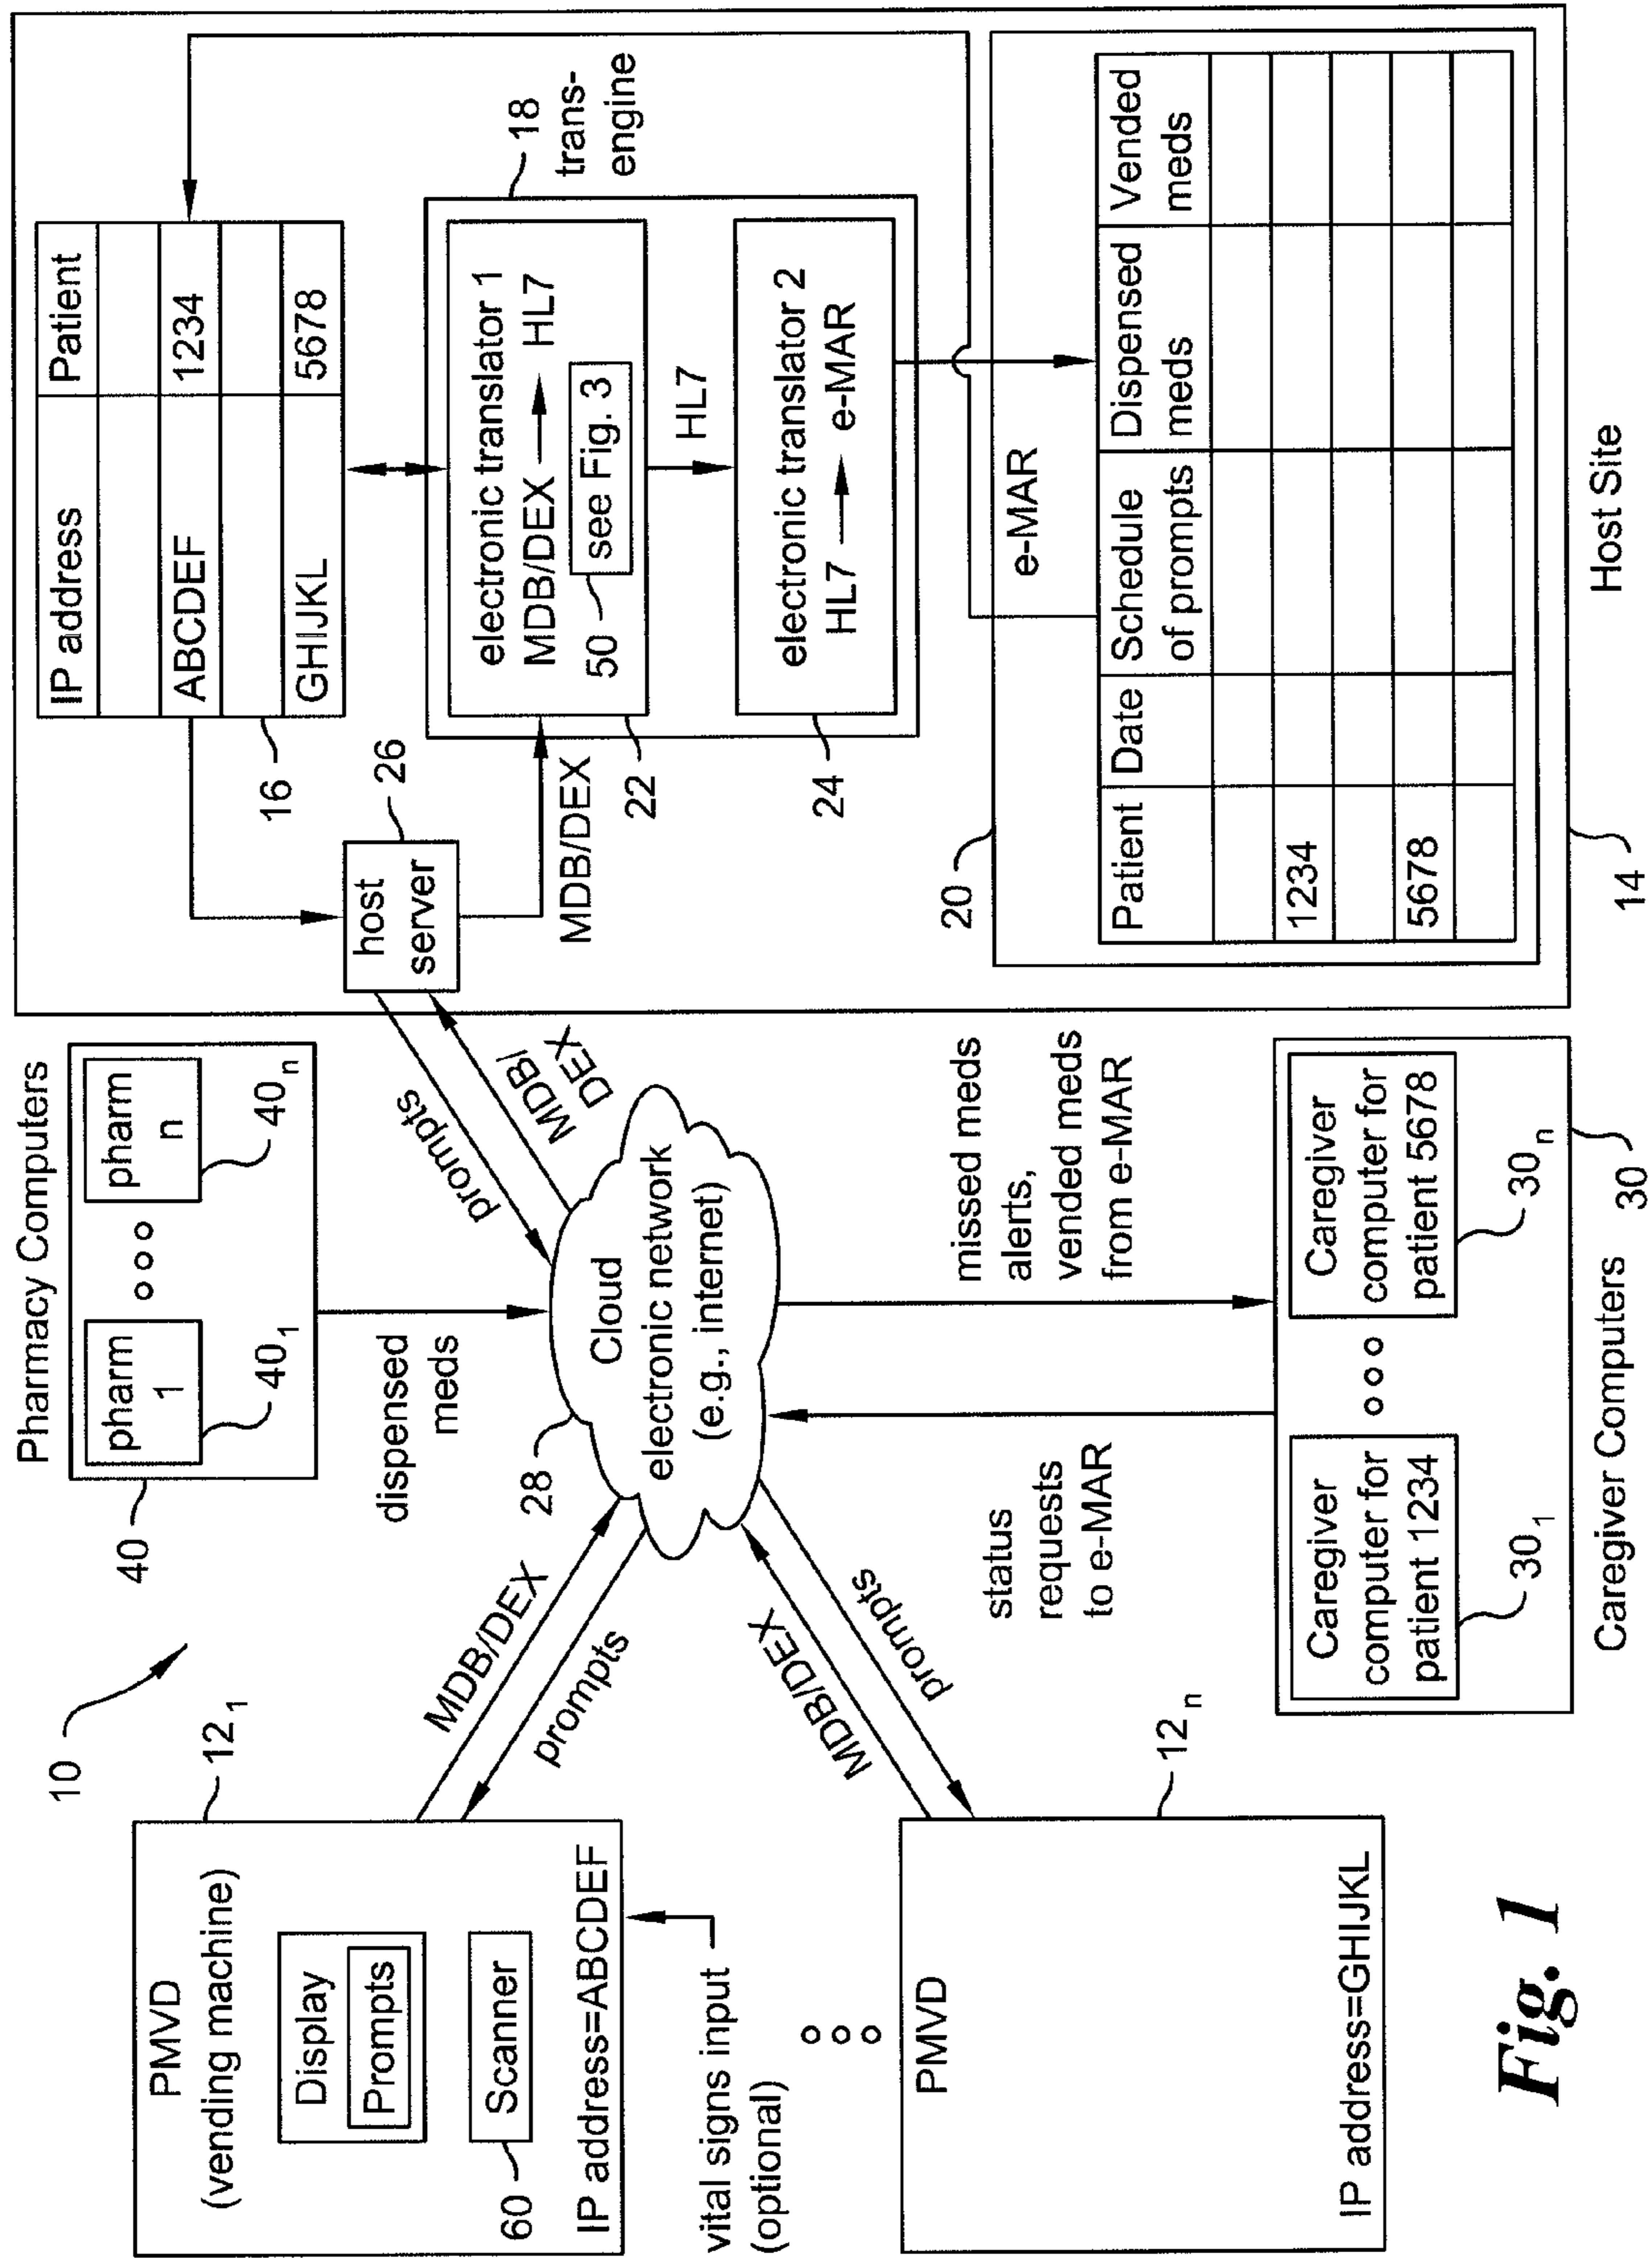 10
PMVD
(vending machine)
Display
Prompts
60
Scanner
IP address=ABCDEF
12₁
vital signs input
(optional)
PMVD
IP address=GHIJKL
12ₙ
MDB/DEX
prompts
MDB/DEX
prompts
Pharmacy Computers
pharm
1
40₁
pharm
n
40ₙ
40
dispensed
meds
28
Cloud
electronic network
(e.g., internet)
prompts
MDB/
DEX
status
requests
to e-MAR
missed meds
alerts,
vended meds
from e-MAR
Caregiver
computer for
patient 1234
30₁
Caregiver
computer for
patient 5678
30ₙ
Caregiver Computers
30
host
server
26
MDB/DEX
IP address Patient
ABCDEF 1234
GHIJKL 5678
16
18
trans-
engine
electronic translator 1
MDB/DEX HL7
50 see Fig. 3
22
HL7
electronic translator 2
HL7 e-MAR
24
20
e-MAR
Patient Date Schedule of prompts Dispensed meds Vended meds
1234
5678
14
Host Site
Fig. 1